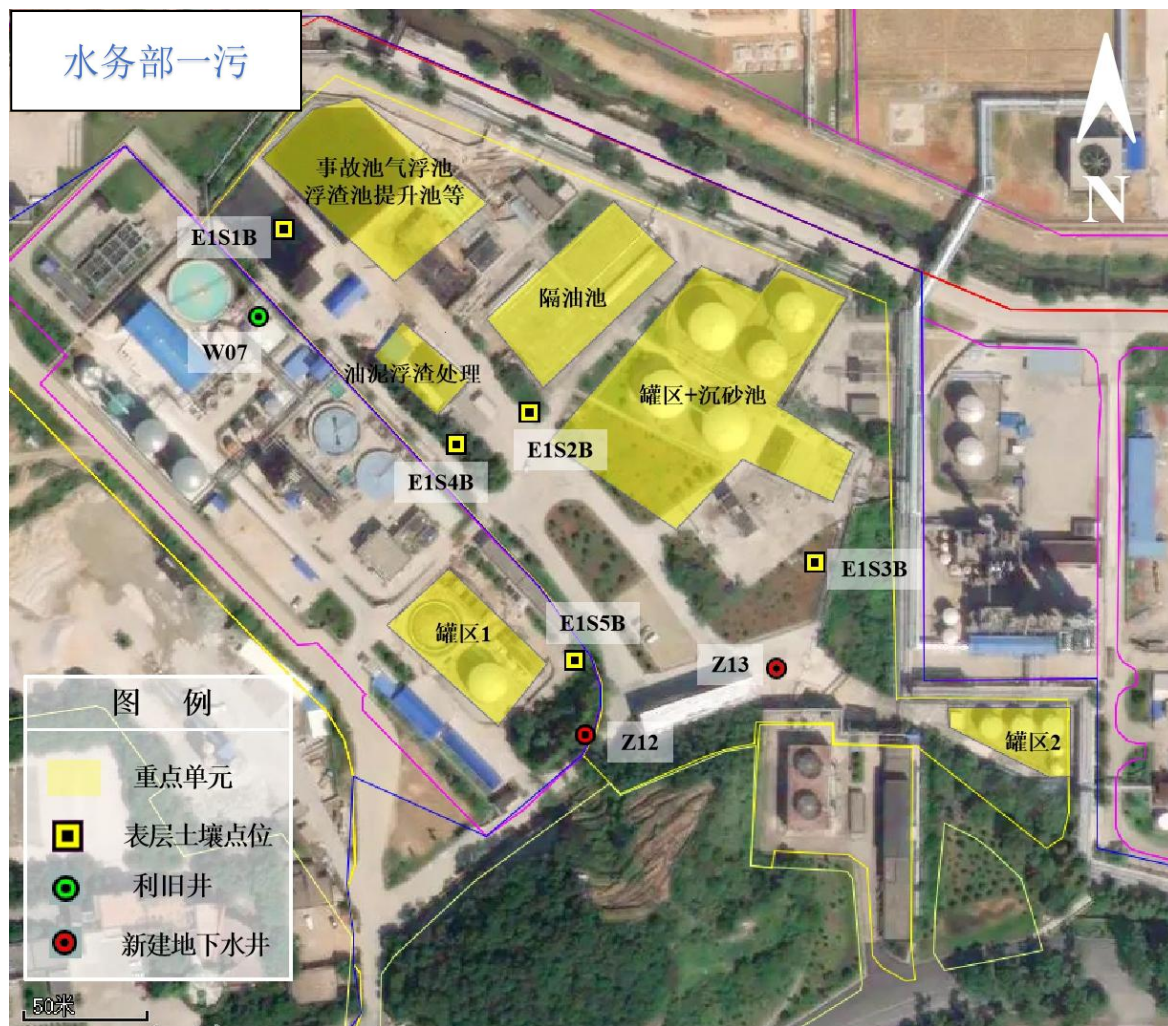 水务部一污
N
事故池气浮池
浮渣池提升池等
E1S1B
隔油池
W07
油泥浮渣处理
罐区+沉砂池
E1S2B
E1S4B
E1S3B
罐区1
E1S5B
Z13
Z12
罐区2
图 例
重点单元
表层土壤点位
利旧井
新建地下水井
50米